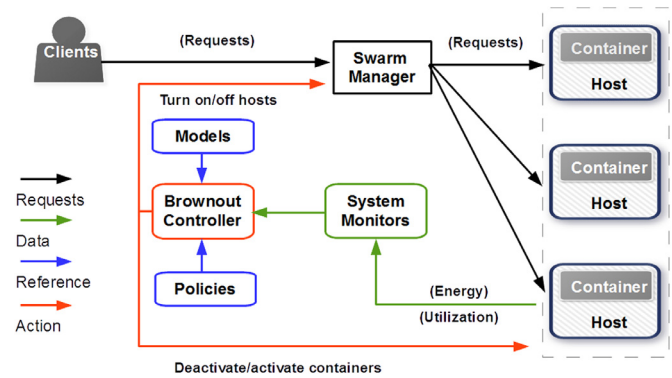 Clients
(Requests)
Swarm
Manager
(Requests)
Container
Host
Turn on/off hosts
Models
Container
Host
Requests
Data
Reference
Action
Brownout
Controller
System
Monitors
Policies
(Energy)
(Utilization)
Container
Host
Deactivate/activate containers